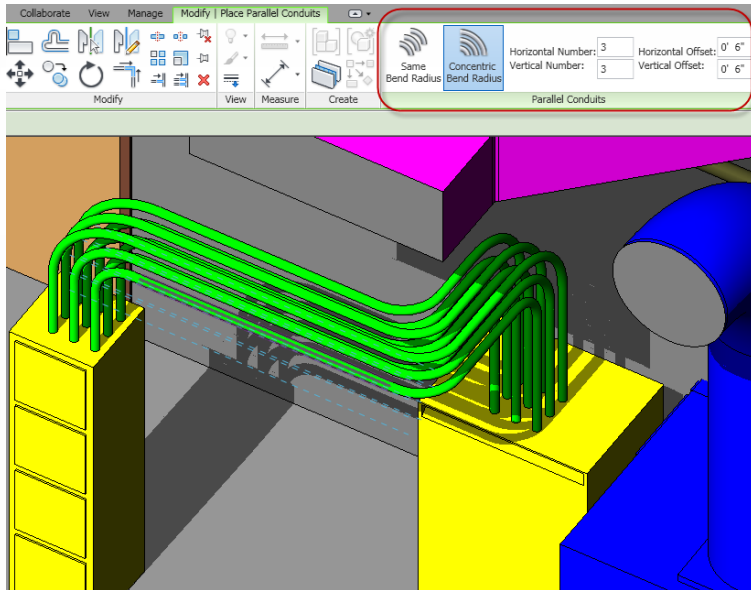 Collaborate View Manage Modify | Place Parallel Conduits
Same
Bend Radius
Concentric
Bend Radius
Horizontal Number: 3 Horizontal Offset: 0' 6"
Vertical Number: 3 Vertical Offset: 0' 6"
Modify View Measure Create Parallel Conduits